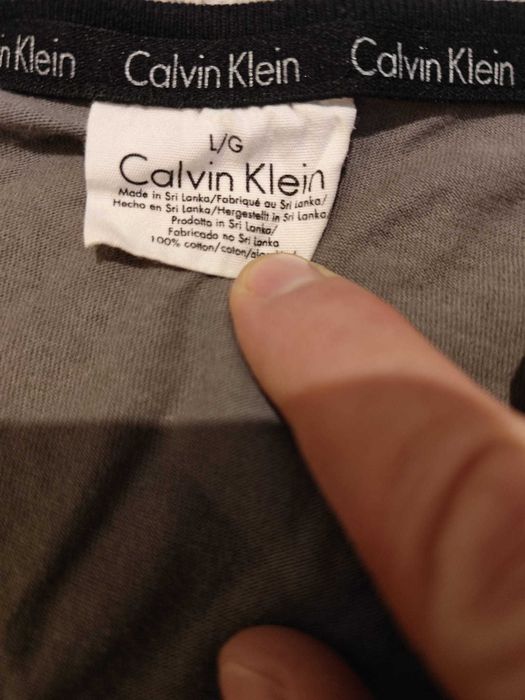 n Klein Calvin Klein Calvin Klein
L/G
Calvin Klein
Made in Sri Lanka/Fabriqué au Sri Lanka/
Hecho en Sri Lanka/Hergestellt in Sri Lanka
Prodotto in Sri Lanka/
Fabricado no Sri Lanka
100% cotton/coton/